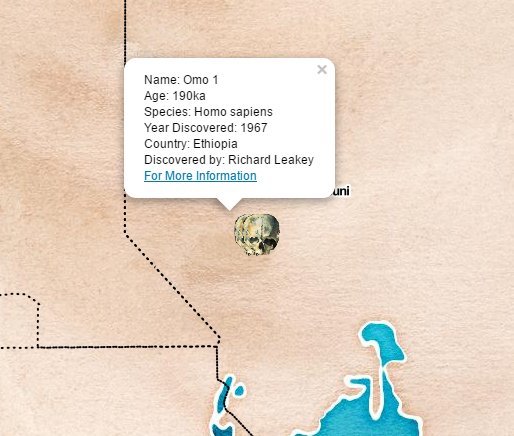 ×
Name: Omo 1
Age: 190ka
Species: Homo sapiens
Year Discovered: 1967
Country: Ethiopia
Discovered by: Richard Leakey
For More Information
uni